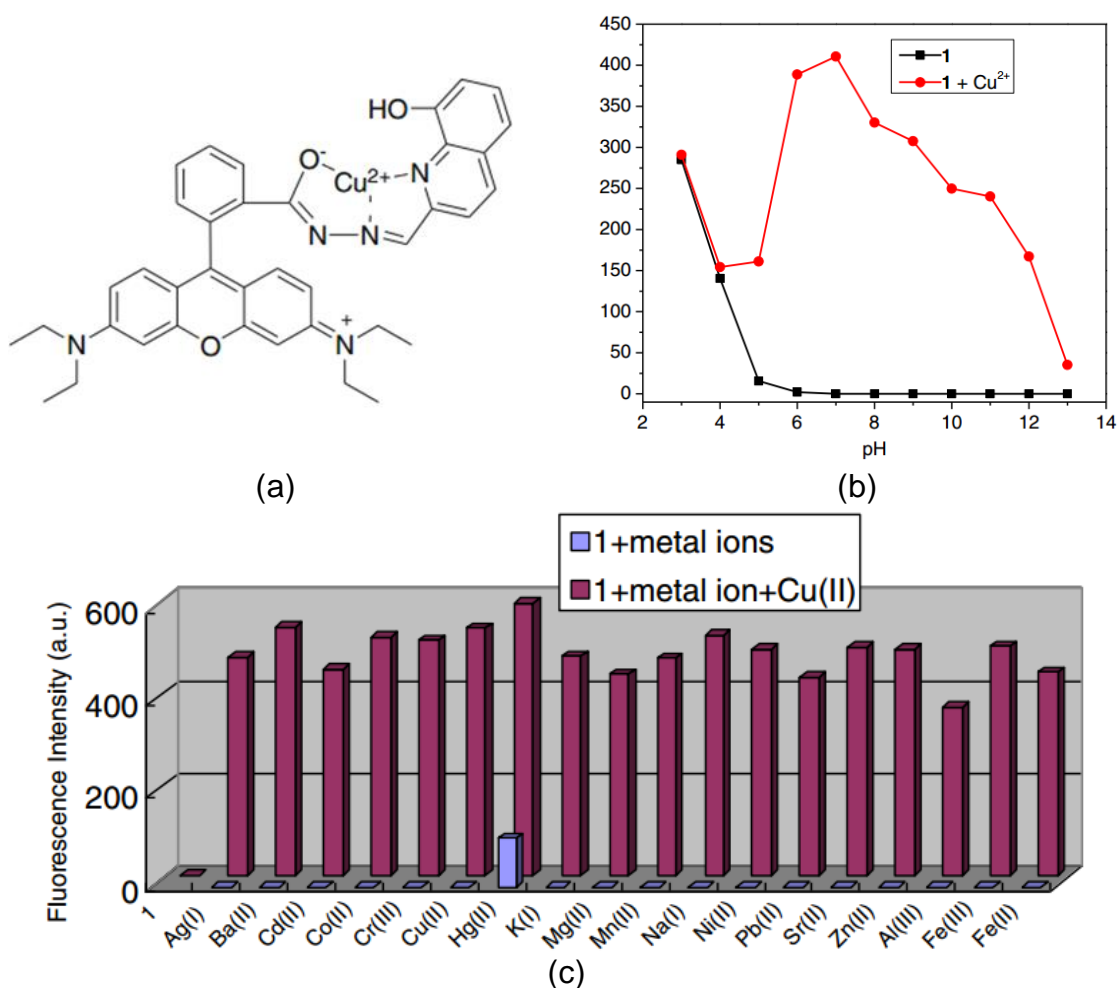 HO
O-
Cu2+
N
N
N
N
O
N
+
(a)
1
1 + Cu2+
450
400
350
300
250
200
150
100
50
0
2
4
6
8
10
12
14
pH
(b)
1+metal ions
1+metal ion+Cu(II)
Fluorescence Intensity (a.u.)
600
400
200
0
1
Ag(I)
Ba(II)
Cd(II)
Co(II)
Cr(III)
Cu(II)
Hg(II)
K(I)
Mg(II)
Mn(II)
Na(I)
Ni(II)
Pb(II)
Sr(II)
Zn(II)
Al(III)
Fe(III)
Fe(II)
(c)